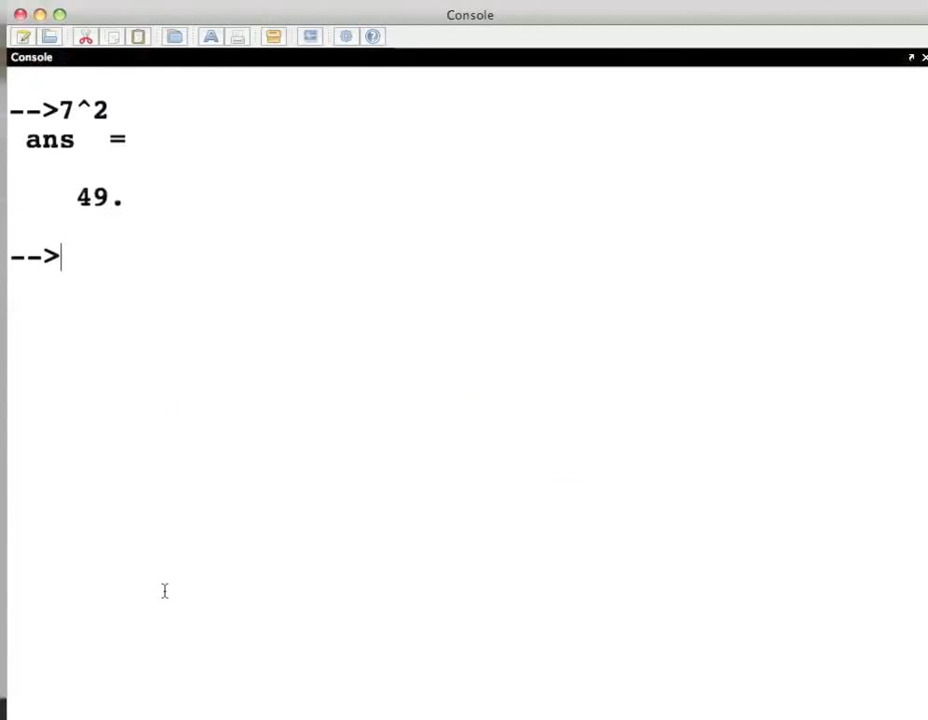 Console
Console
-->7^2
ans  =
49.
-->